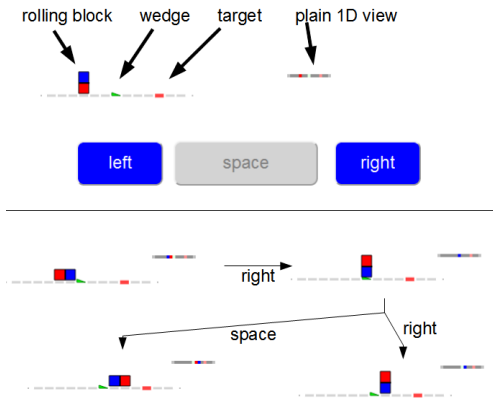 rolling block wedge target plain 1D view
left space right
right
space right